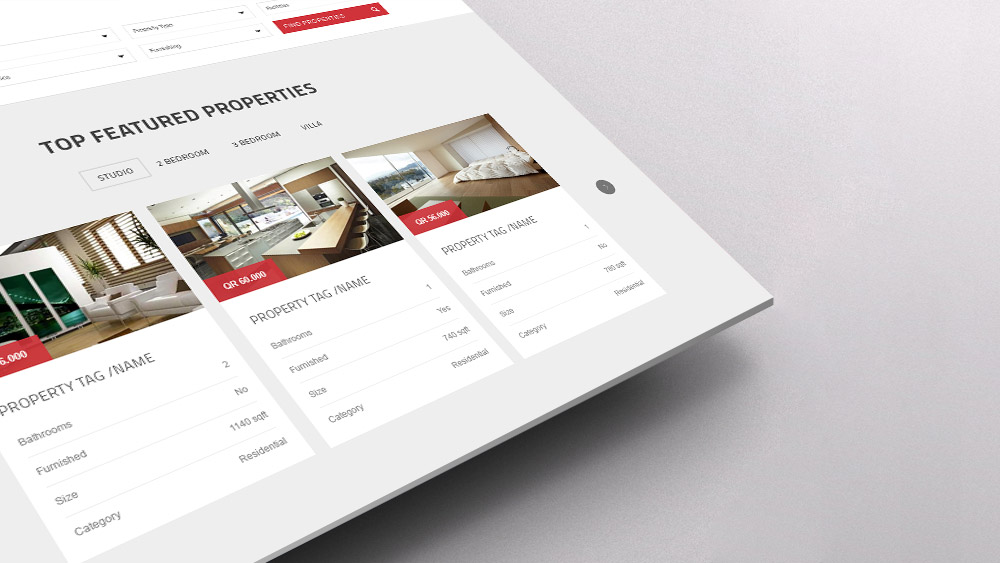 Property Type
Facilities
Furnishing
FIND PROPERTIES
TOP FEATURED PROPERTIES
STUDIO
2 BEDROOM
3 BEDROOM
VILLA
6.000
PROPERTY TAG /NAME
Bathrooms 2
Furnished No
Size 1140 sqft
Category Residential
QR 60.000
PROPERTY TAG /NAME
Bathrooms 1
Furnished Yes
Size 740 sqft
Category Residential
QR 56.000
PROPERTY TAG /NAME
Bathrooms 1
Furnished No
Size 780 sqft
Category Residential